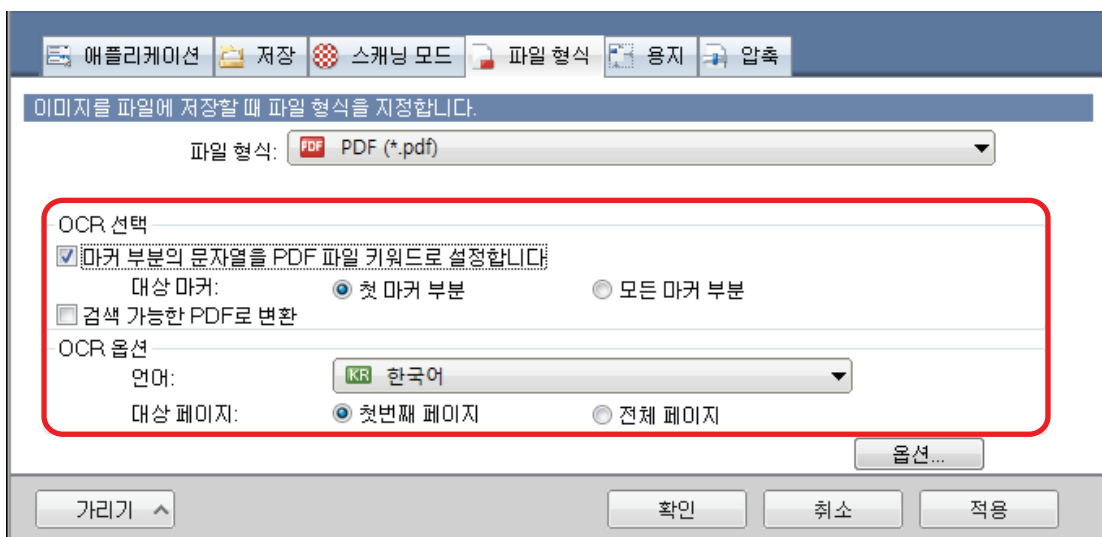 애플리케이션 저장 스캐닝 모드 파일 형식 용지 압축
이미지를 파일에 저장할 때 파일 형식을 지정합니다.
파일 형식: PDF PDF (*.pdf)
OCR 선택
마커 부분의 문자열을 PDF 파일 키워드로 설정합니다
대상 마커: 첫 마커 부분 모든 마커 부분
검색 가능한 PDF로 변환
OCR 옵션
언어: KR 한국어
대상 페이지: 첫번째 페이지 전체 페이지
옵션...
가리기 확인 취소 적용